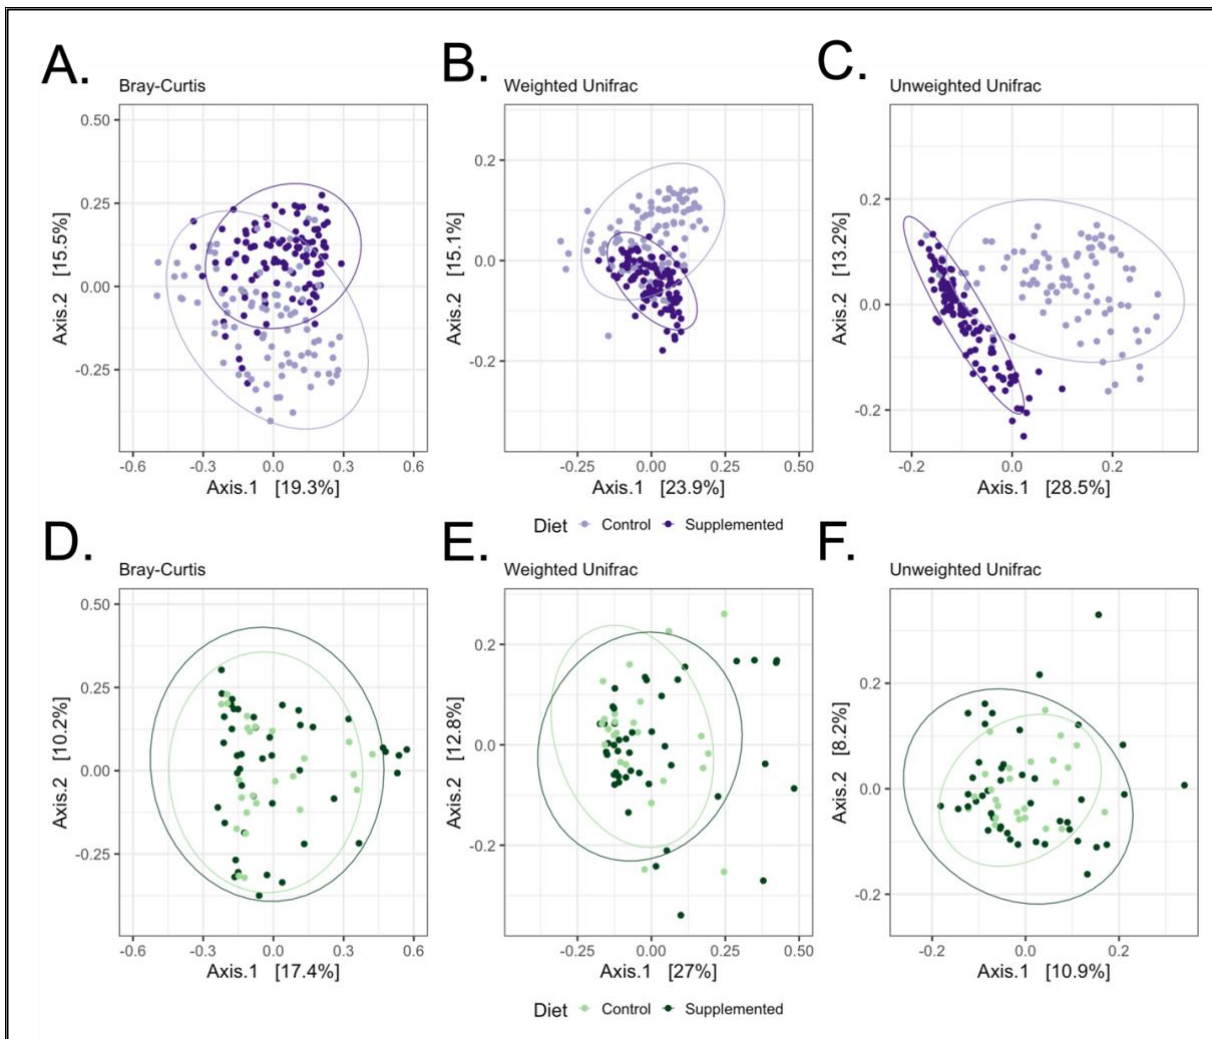 A.
Bray-Curtis
0.50
0.25
0.00
-0.25
Axis.2 [15.5%]
-0.6 -0.3 0.0 0.3 0.6
Axis.1 [19.3%]
B.
Weighted Unifrac
0.2
0.0
-0.2
Axis.2 [15.1%]
-0.25 0.00 0.25 0.50
Axis.1 [23.9%]
C.
Unweighted Unifrac
0.2
0.0
-0.2
Axis.2 [13.2%]
-0.2 0.0 0.2
Axis.1 [28.5%]
Diet Control Supplemented
D.
Bray-Curtis
0.50
0.25
0.00
-0.25
Axis.2 [10.2%]
-0.6 -0.3 0.0 0.3 0.6
Axis.1 [17.4%]
E.
Weighted Unifrac
0.2
0.0
-0.2
Axis.2 [12.8%]
-0.25 0.00 0.25 0.50
Axis.1 [27%]
F.
Unweighted Unifrac
0.2
0.0
-0.2
Axis.2 [8.2%]
-0.2 0.0 0.2
Axis.1 [10.9%]
Diet Control Supplemented